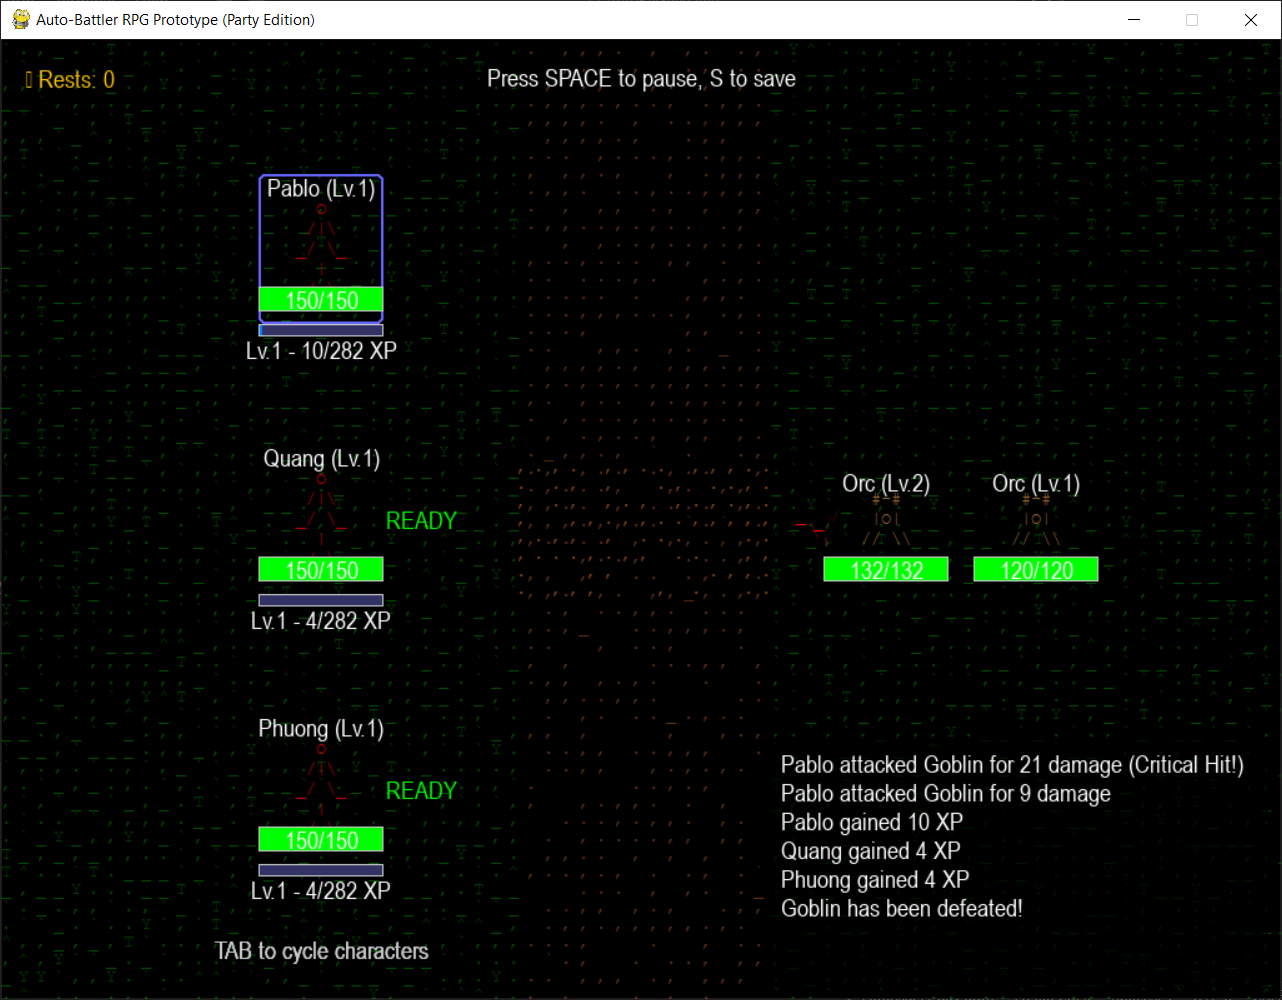 Auto-Battler RPG Prototype (Party Edition)
Rests: 0
Press SPACE to pause, S to save
Pablo (Lv.1)
150/150
Lv.1 - 10/282 XP
Quang (Lv.1)
READY
150/150
Lv.1 - 4/282 XP
Orc (Lv.2)
Orc (Lv.1)
132/132
120/120
Phuong (Lv.1)
READY
150/150
Lv.1 - 4/282 XP
Pablo attacked Goblin for 21 damage (Critical Hit!)
Pablo attacked Goblin for 9 damage
Pablo gained 10 XP
Quang gained 4 XP
Phuong gained 4 XP
Goblin has been defeated!
TAB to cycle characters